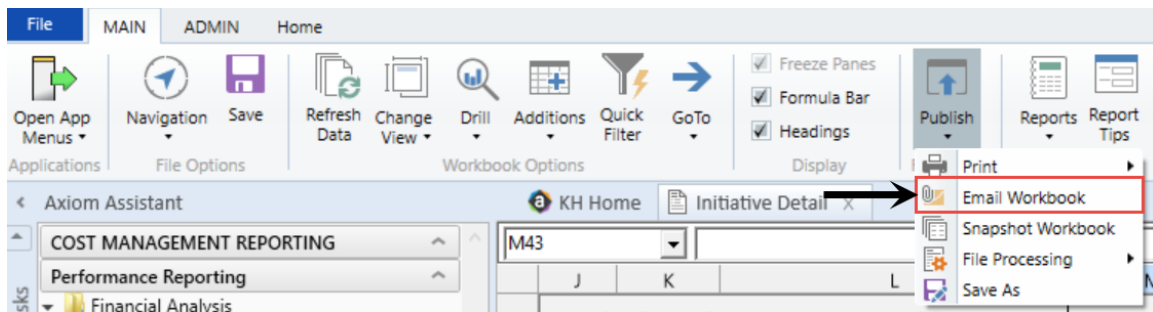 File MAIN ADMIN Home
Open App Menus
Navigation
Save
Refresh Data
Change View
Drill
Additions
Quick Filter
GoTo
Freeze Panes
Formula Bar
Headings
Publish
Reports
Report Tips
Applications File Options Workbook Options Display
Print
Email Workbook
Snapshot Workbook
File Processing
Save As
Axiom Assistant
KH Home Initiative Detail
COST MANAGEMENT REPORTING
M43
Performance Reporting
J K L
Financial Analysis